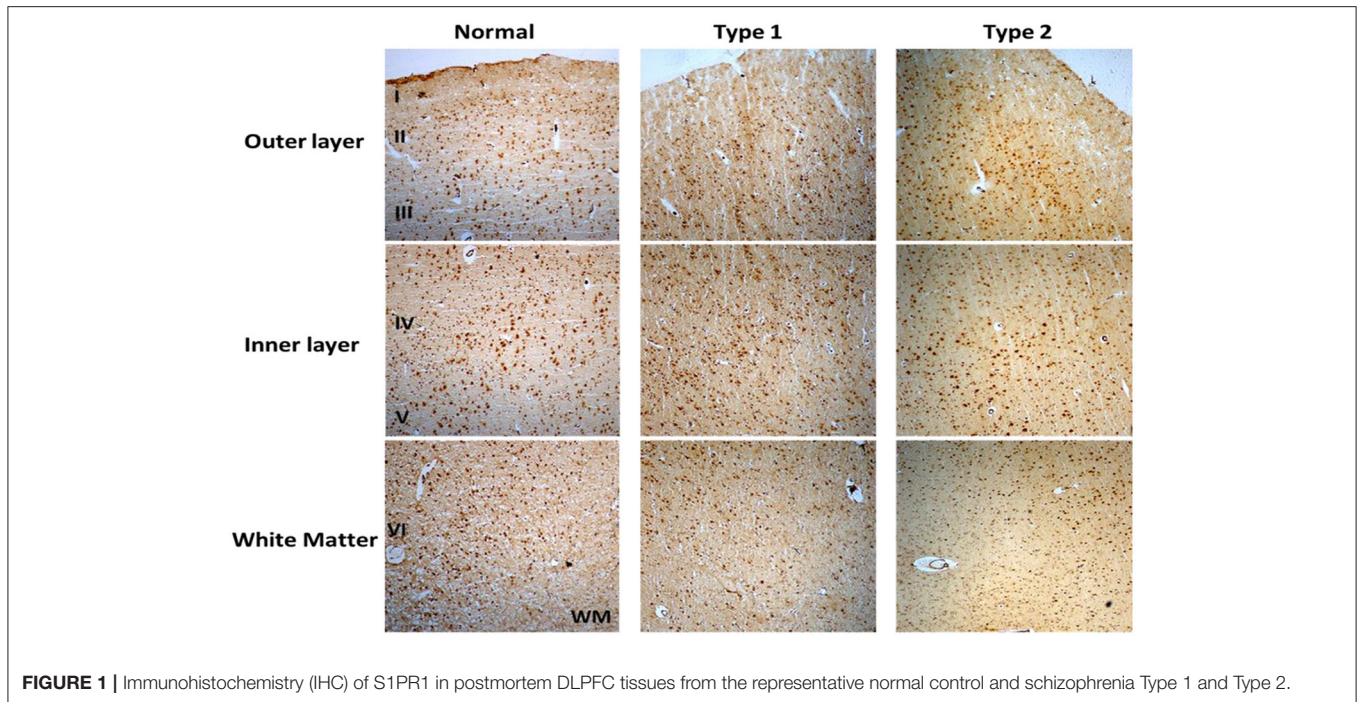 Normal Type 1 Type 2
I
Outer layer
II
III
IV
Inner layer
V
VI
White Matter
WM
FIGURE 1 | Immunohistochemistry (IHC) of S1PR1 in postmortem DLPFC tissues from the representative normal control and schizophrenia Type 1 and Type 2.